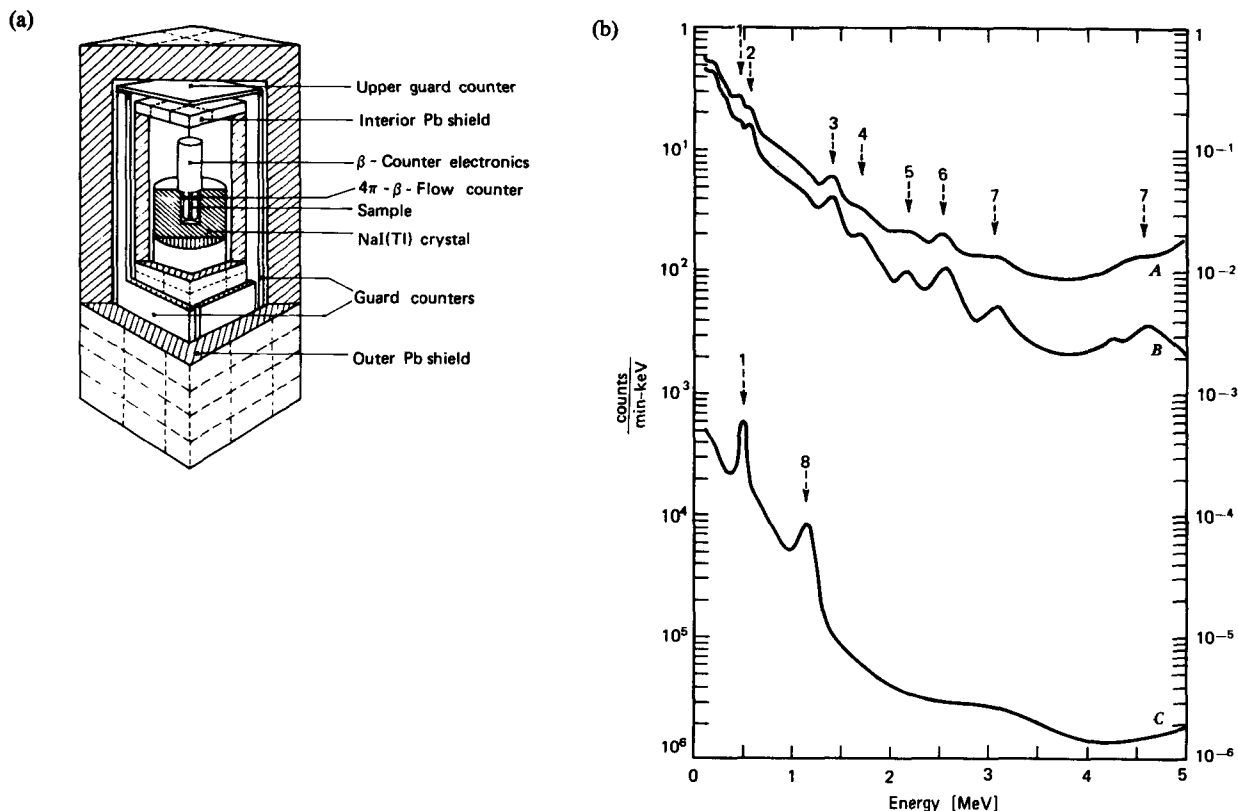 (a)
Upper guard counter
Interior Pb shield
β - Counter electronics
4π - β - Flow counter
Sample
NaI(Tl) crystal
Guard counters
Outer Pb shield
(b)
1
10¹
10²
10³
10⁴
10⁵
10⁶
counts
min-keV
1
2
3
4
5
6
7
7
A
B
1
8
C
1
10⁻¹
10⁻²
10⁻³
10⁻⁴
10⁻⁵
10⁻⁶
0
1
2
3
4
5
Energy [MeV]